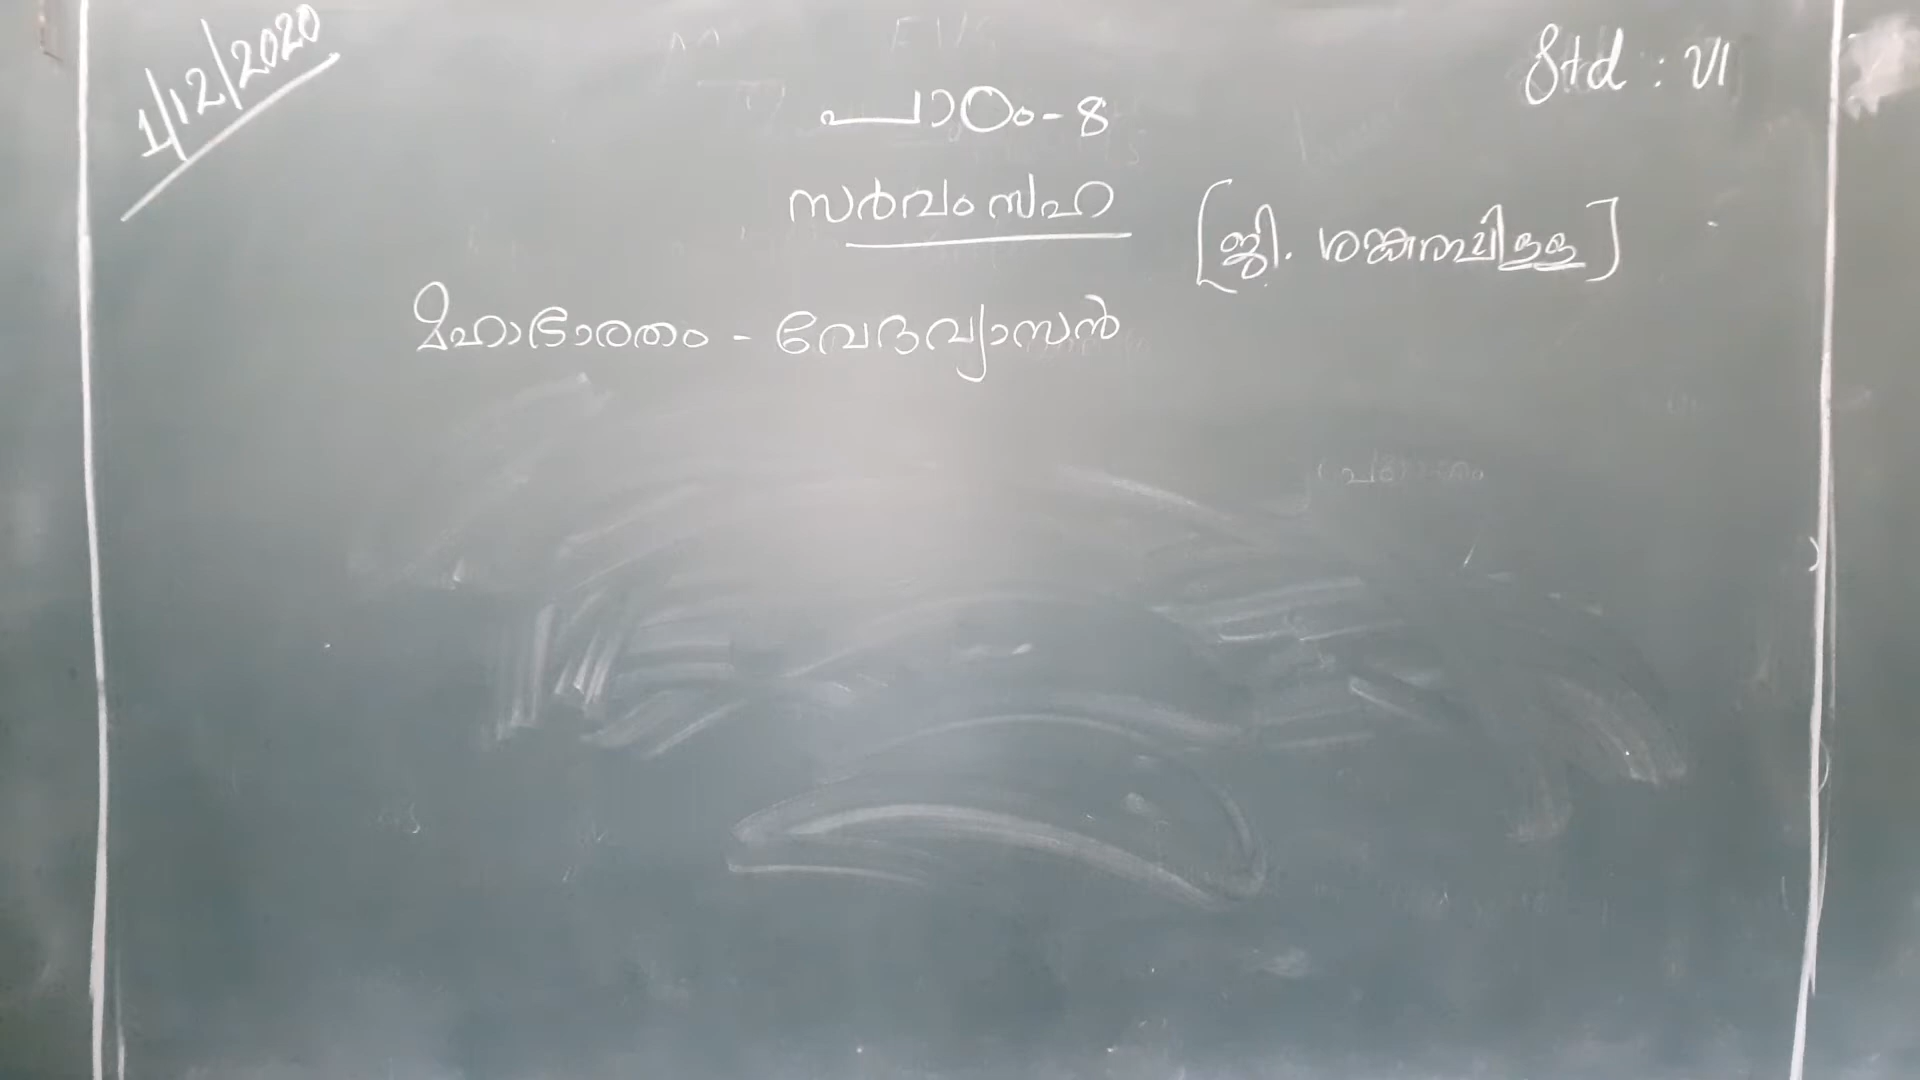 1/12/2020
Std : VI
പാഠം - 8
സർവംസഹ
[ജി. ശങ്കരപ്പിള്ള]
മഹാഭാരതം - വേദവ്യാസൻ